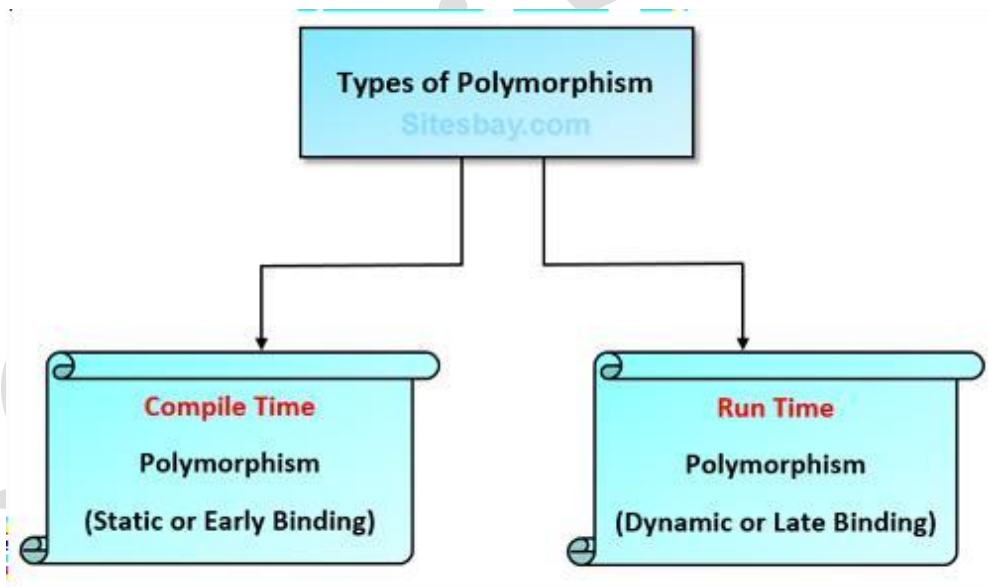 Types of Polymorphism
Sitesbay.com
Compile Time
Polymorphism
(Static or Early Binding)
Run Time
Polymorphism
(Dynamic or Late Binding)